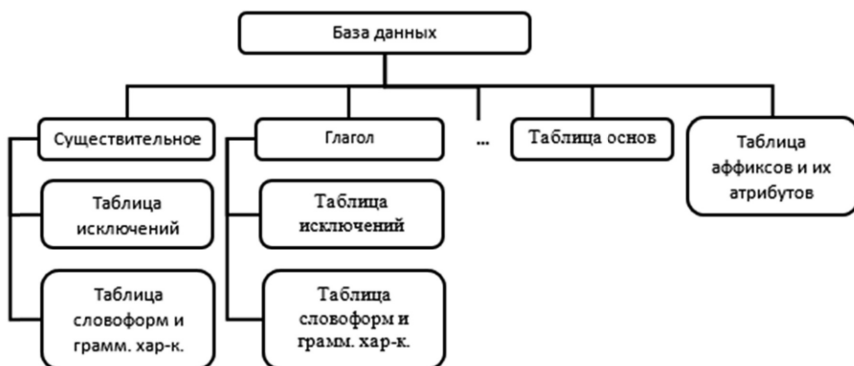 База данных
Существительное
Глагол
...
Таблица основ
Таблица
аффиксов и их
атрибутов
Таблица
исключений
Таблица
исключений
Таблица
словоформ и
грамм. хар-к.
Таблица
словоформ и
грамм. хар-к.